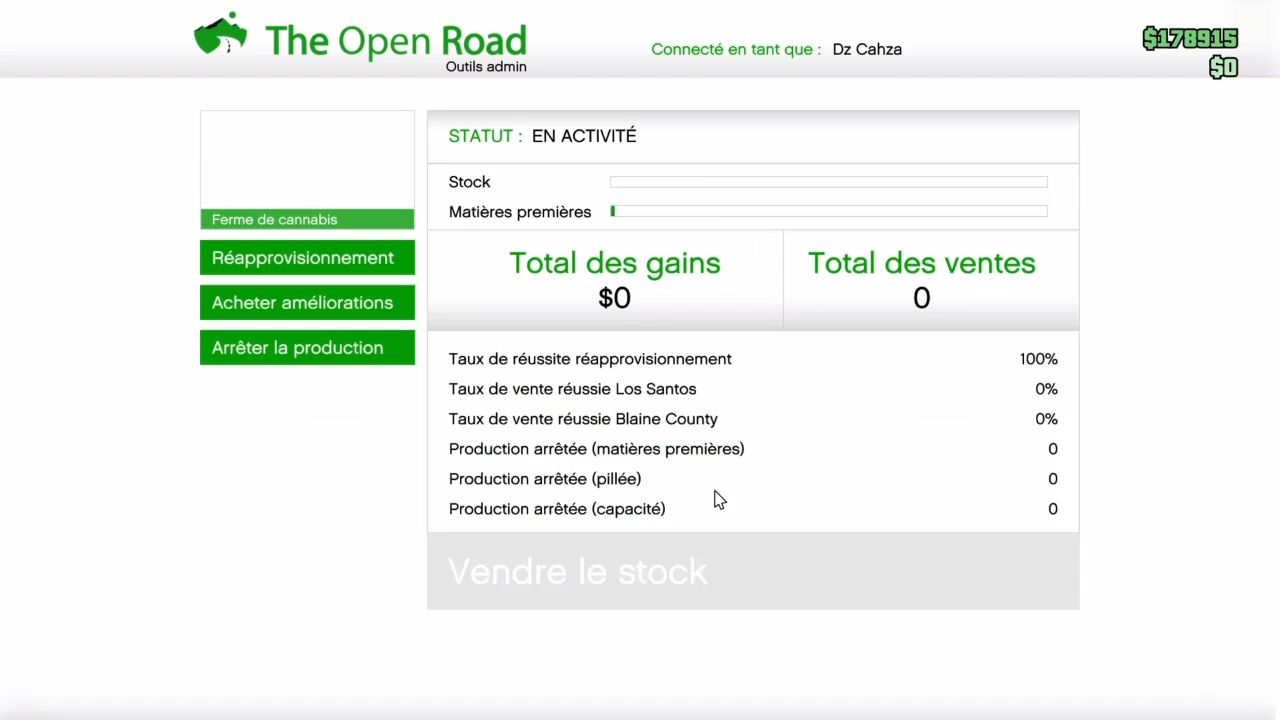 The Open Road
Outils admin
Connecté en tant que : Dz Cahza
$178915
$0
Ferme de cannabis
Réapprovisionnement
Acheter améliorations
Arrêter la production
STATUT : EN ACTIVITÉ
Stock
Matières premières
Total des gains
$0
Total des ventes
0
Taux de réussite réapprovisionnement 100%
Taux de vente réussie Los Santos 0%
Taux de vente réussie Blaine County 0%
Production arrêtée (matières premières) 0
Production arrêtée (pillée) 0
Production arrêtée (capacité) 0
Vendre le stock